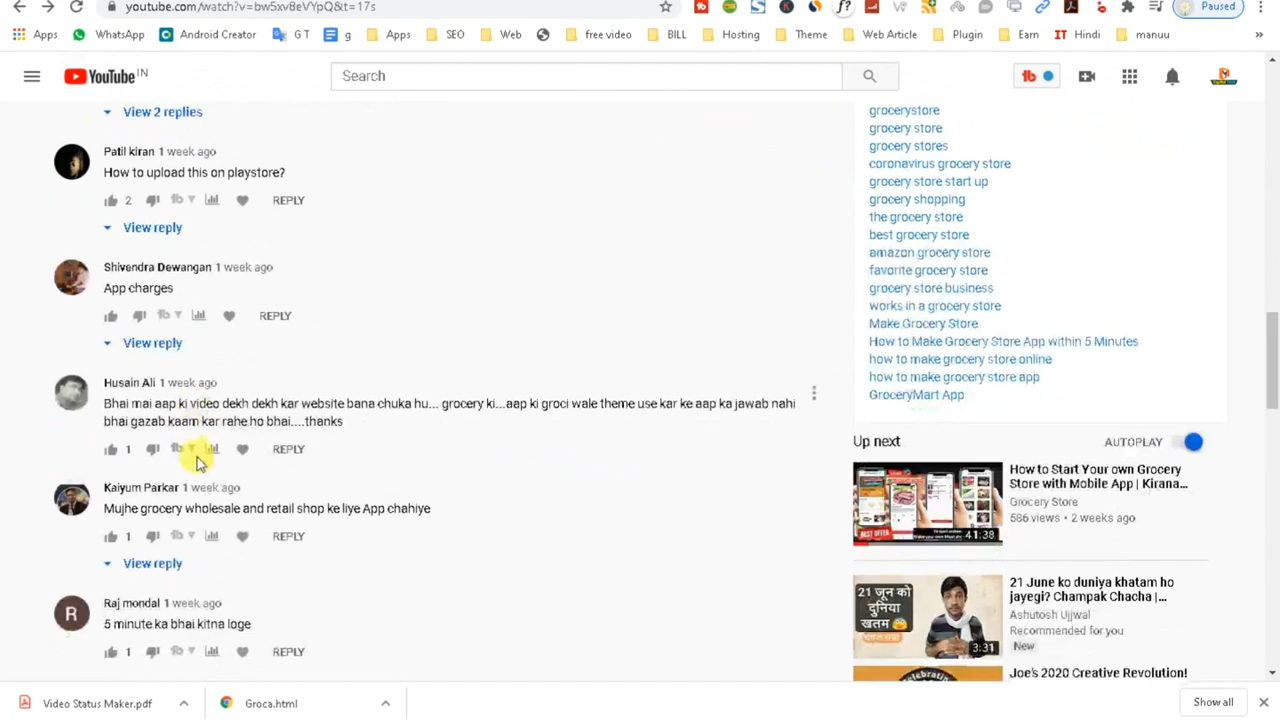 youtube.com/watch?v=bw5xv8eVYpQ&t=17s
Paused
Apps
WhatsApp
Android Creator
G T
g
Apps
SEO
Web
free video
BILL
Hosting
Theme
Web Article
Plugin
Earn
IT Hindi
manuu
YouTube IN
Search
View 2 replies
Patil kiran 1 week ago
How to upload this on playstore?
2 REPLY
View reply
Shivendra Dewangan 1 week ago
App charges
REPLY
View reply
Husain Ali 1 week ago
Bhai mai aap ki video dekh dekh kar website bana chuka hu... grocery ki...aap ki groci wale theme use kar ke aap ka jawab nahi
bhai gazab kaam kar rahe ho bhai....thanks
1 REPLY
Kaiyum Parkar 1 week ago
Mujhe grocery wholesale and retail shop ke liye App chahiye
1 REPLY
View reply
Raj mondal 1 week ago
5 minute ka bhai kitna loge
1 REPLY
grocerystore
grocery store
grocery stores
coronavirus grocery store
grocery store start up
grocery shopping
the grocery store
best grocery store
amazon grocery store
favorite grocery store
grocery store business
works in a grocery store
Make Grocery Store
How to Make Grocery Store App within 5 Minutes
how to make grocery store online
how to make grocery store app
GroceryMart App
Up next
AUTOPLAY
BEST OFFER
41:38
How to Start Your own Grocery
Store with Mobile App | Kirana...
Grocery Store
586 views • 2 weeks ago
21 जून को
दुनिया
खतम
3:31
21 June ko duniya khatam ho
jayegi? Champak Chacha |...
Ashutosh Ujjwal
Recommended for you
New
Joe's 2020 Creative Revolution!
Video Status Maker.pdf
Groca.html
Show all